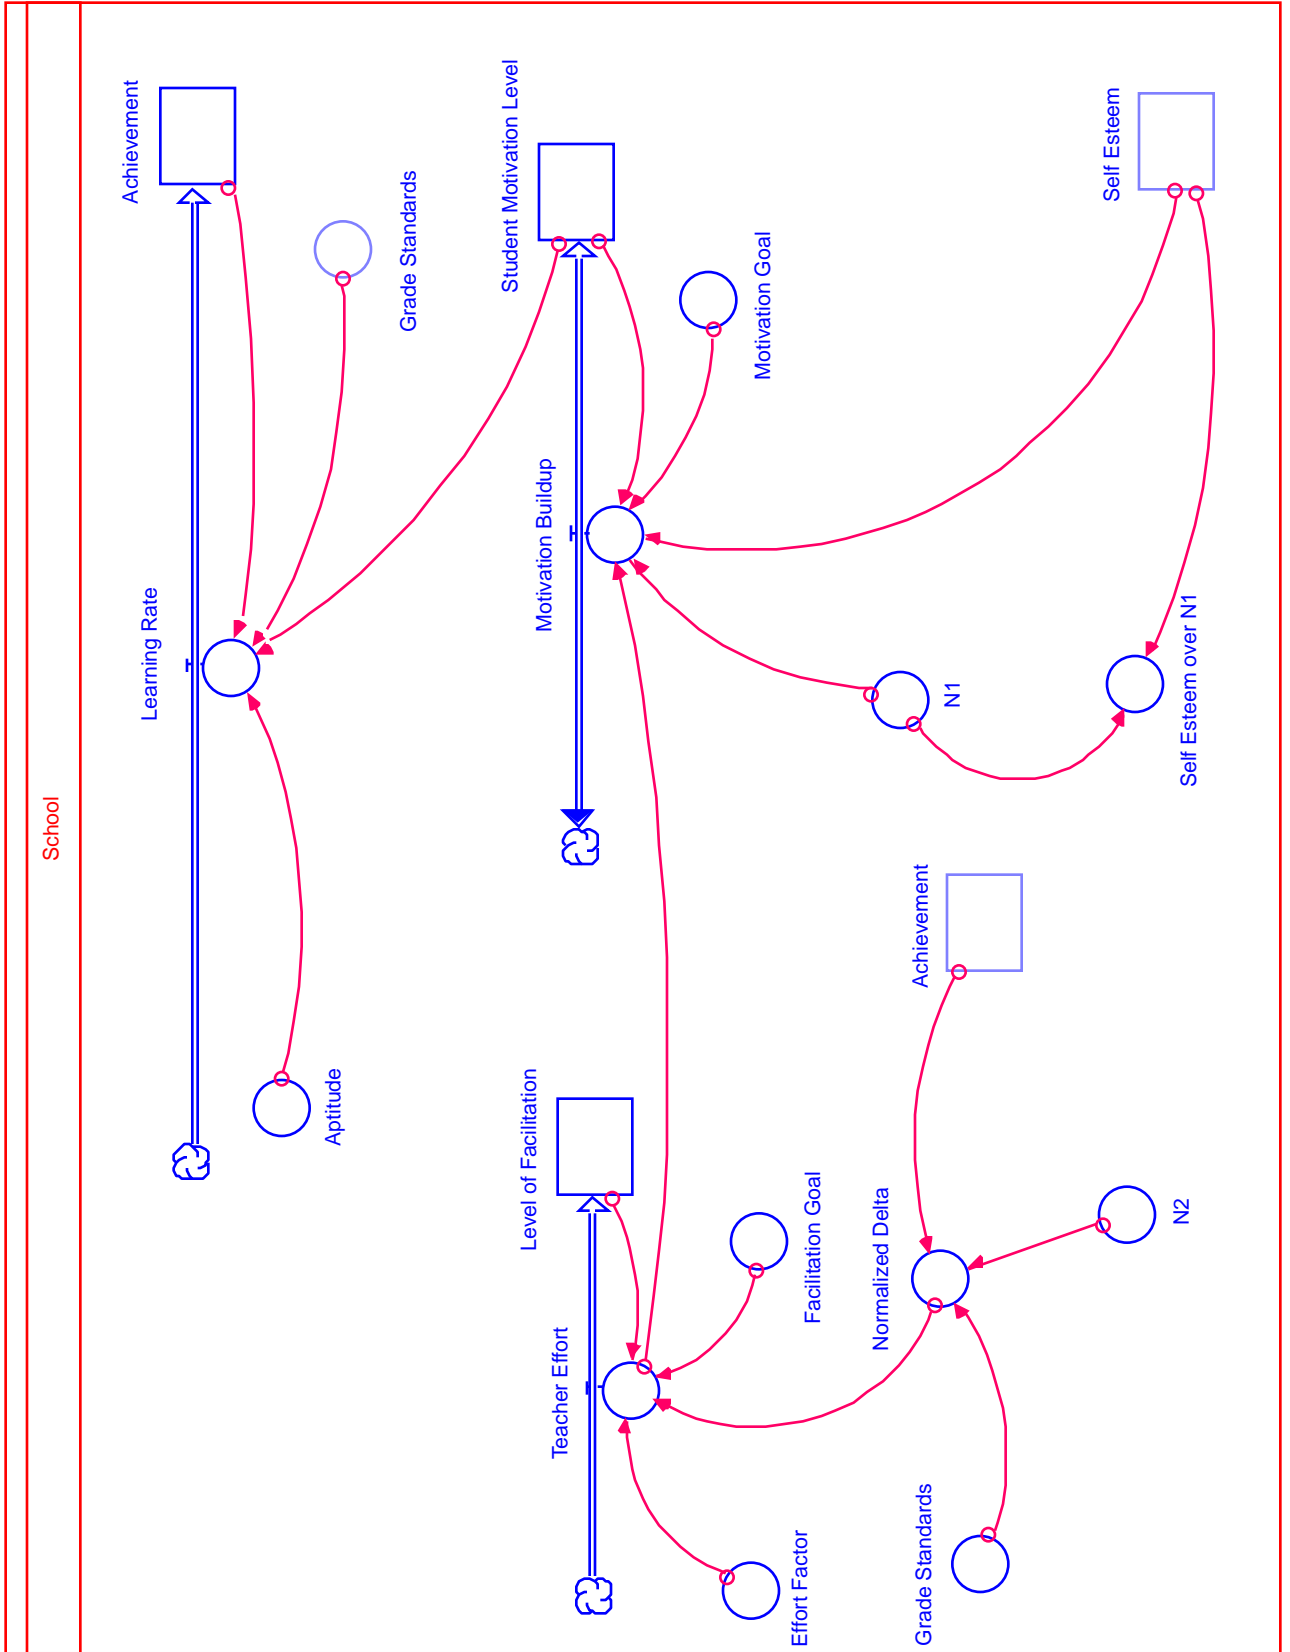 School
Achievement
Learning Rate
Aptitude
Grade Standards
Student Motivation Level
Motivation Buildup
Motivation Goal
Level of Facilitation
Teacher Effort
Facilitation Goal
Effort Factor
Normalized Delta
Achievement
N1
Grade Standards
N2
Self Esteem
Self Esteem over N1